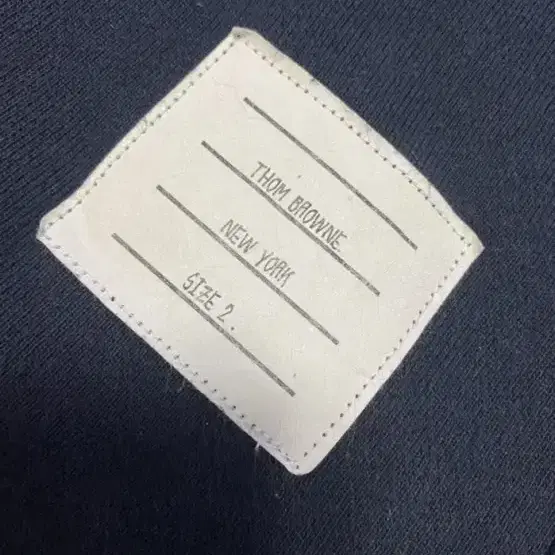 THOM BROWNE.
NEW YORK
SIZE 2.